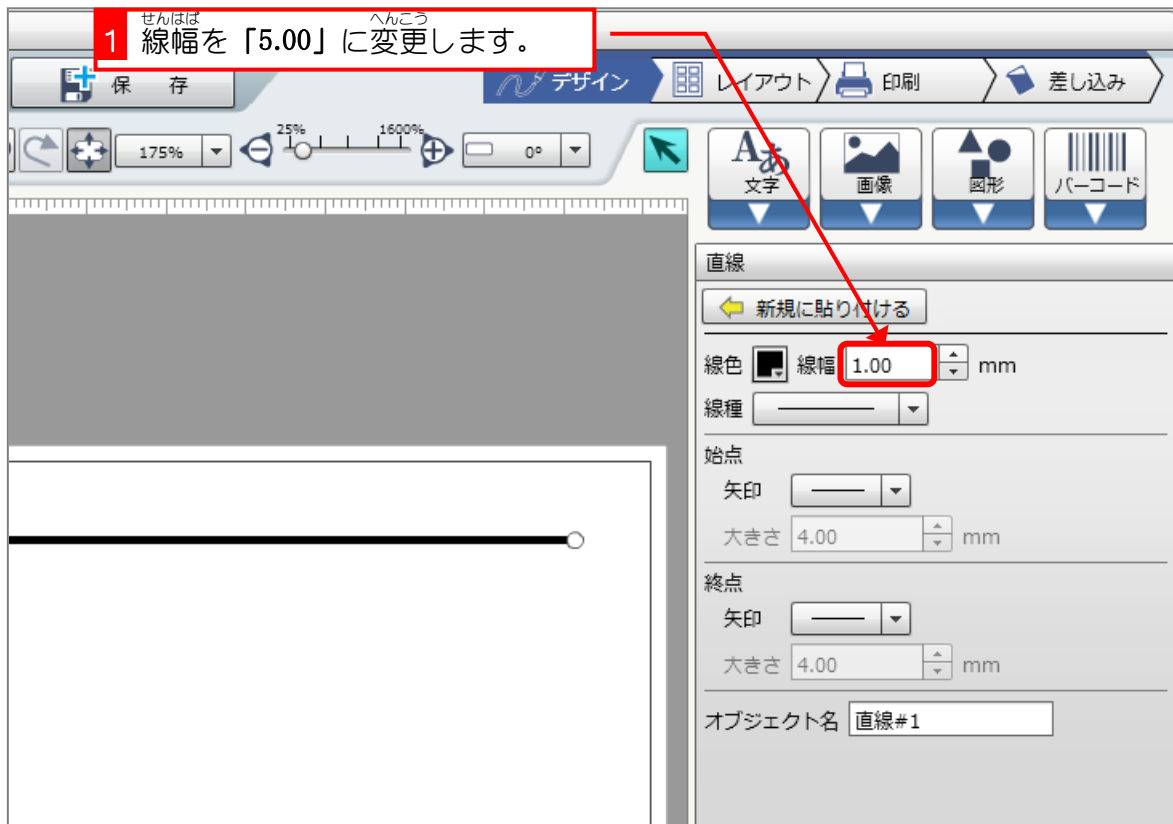 せんはば へんこう
1 線幅を「5.00」に変更します。
保 存
デザイン レイアウト 印刷 差し込み
175% 25% 1600% 0°
文字 画像 図形 バーコード
直線
新規に貼り付ける
線色 線幅 1.00 mm
線種
始点
矢印
大きさ 4.00 mm
終点
矢印
大きさ 4.00 mm
オブジェクト名 直線#1